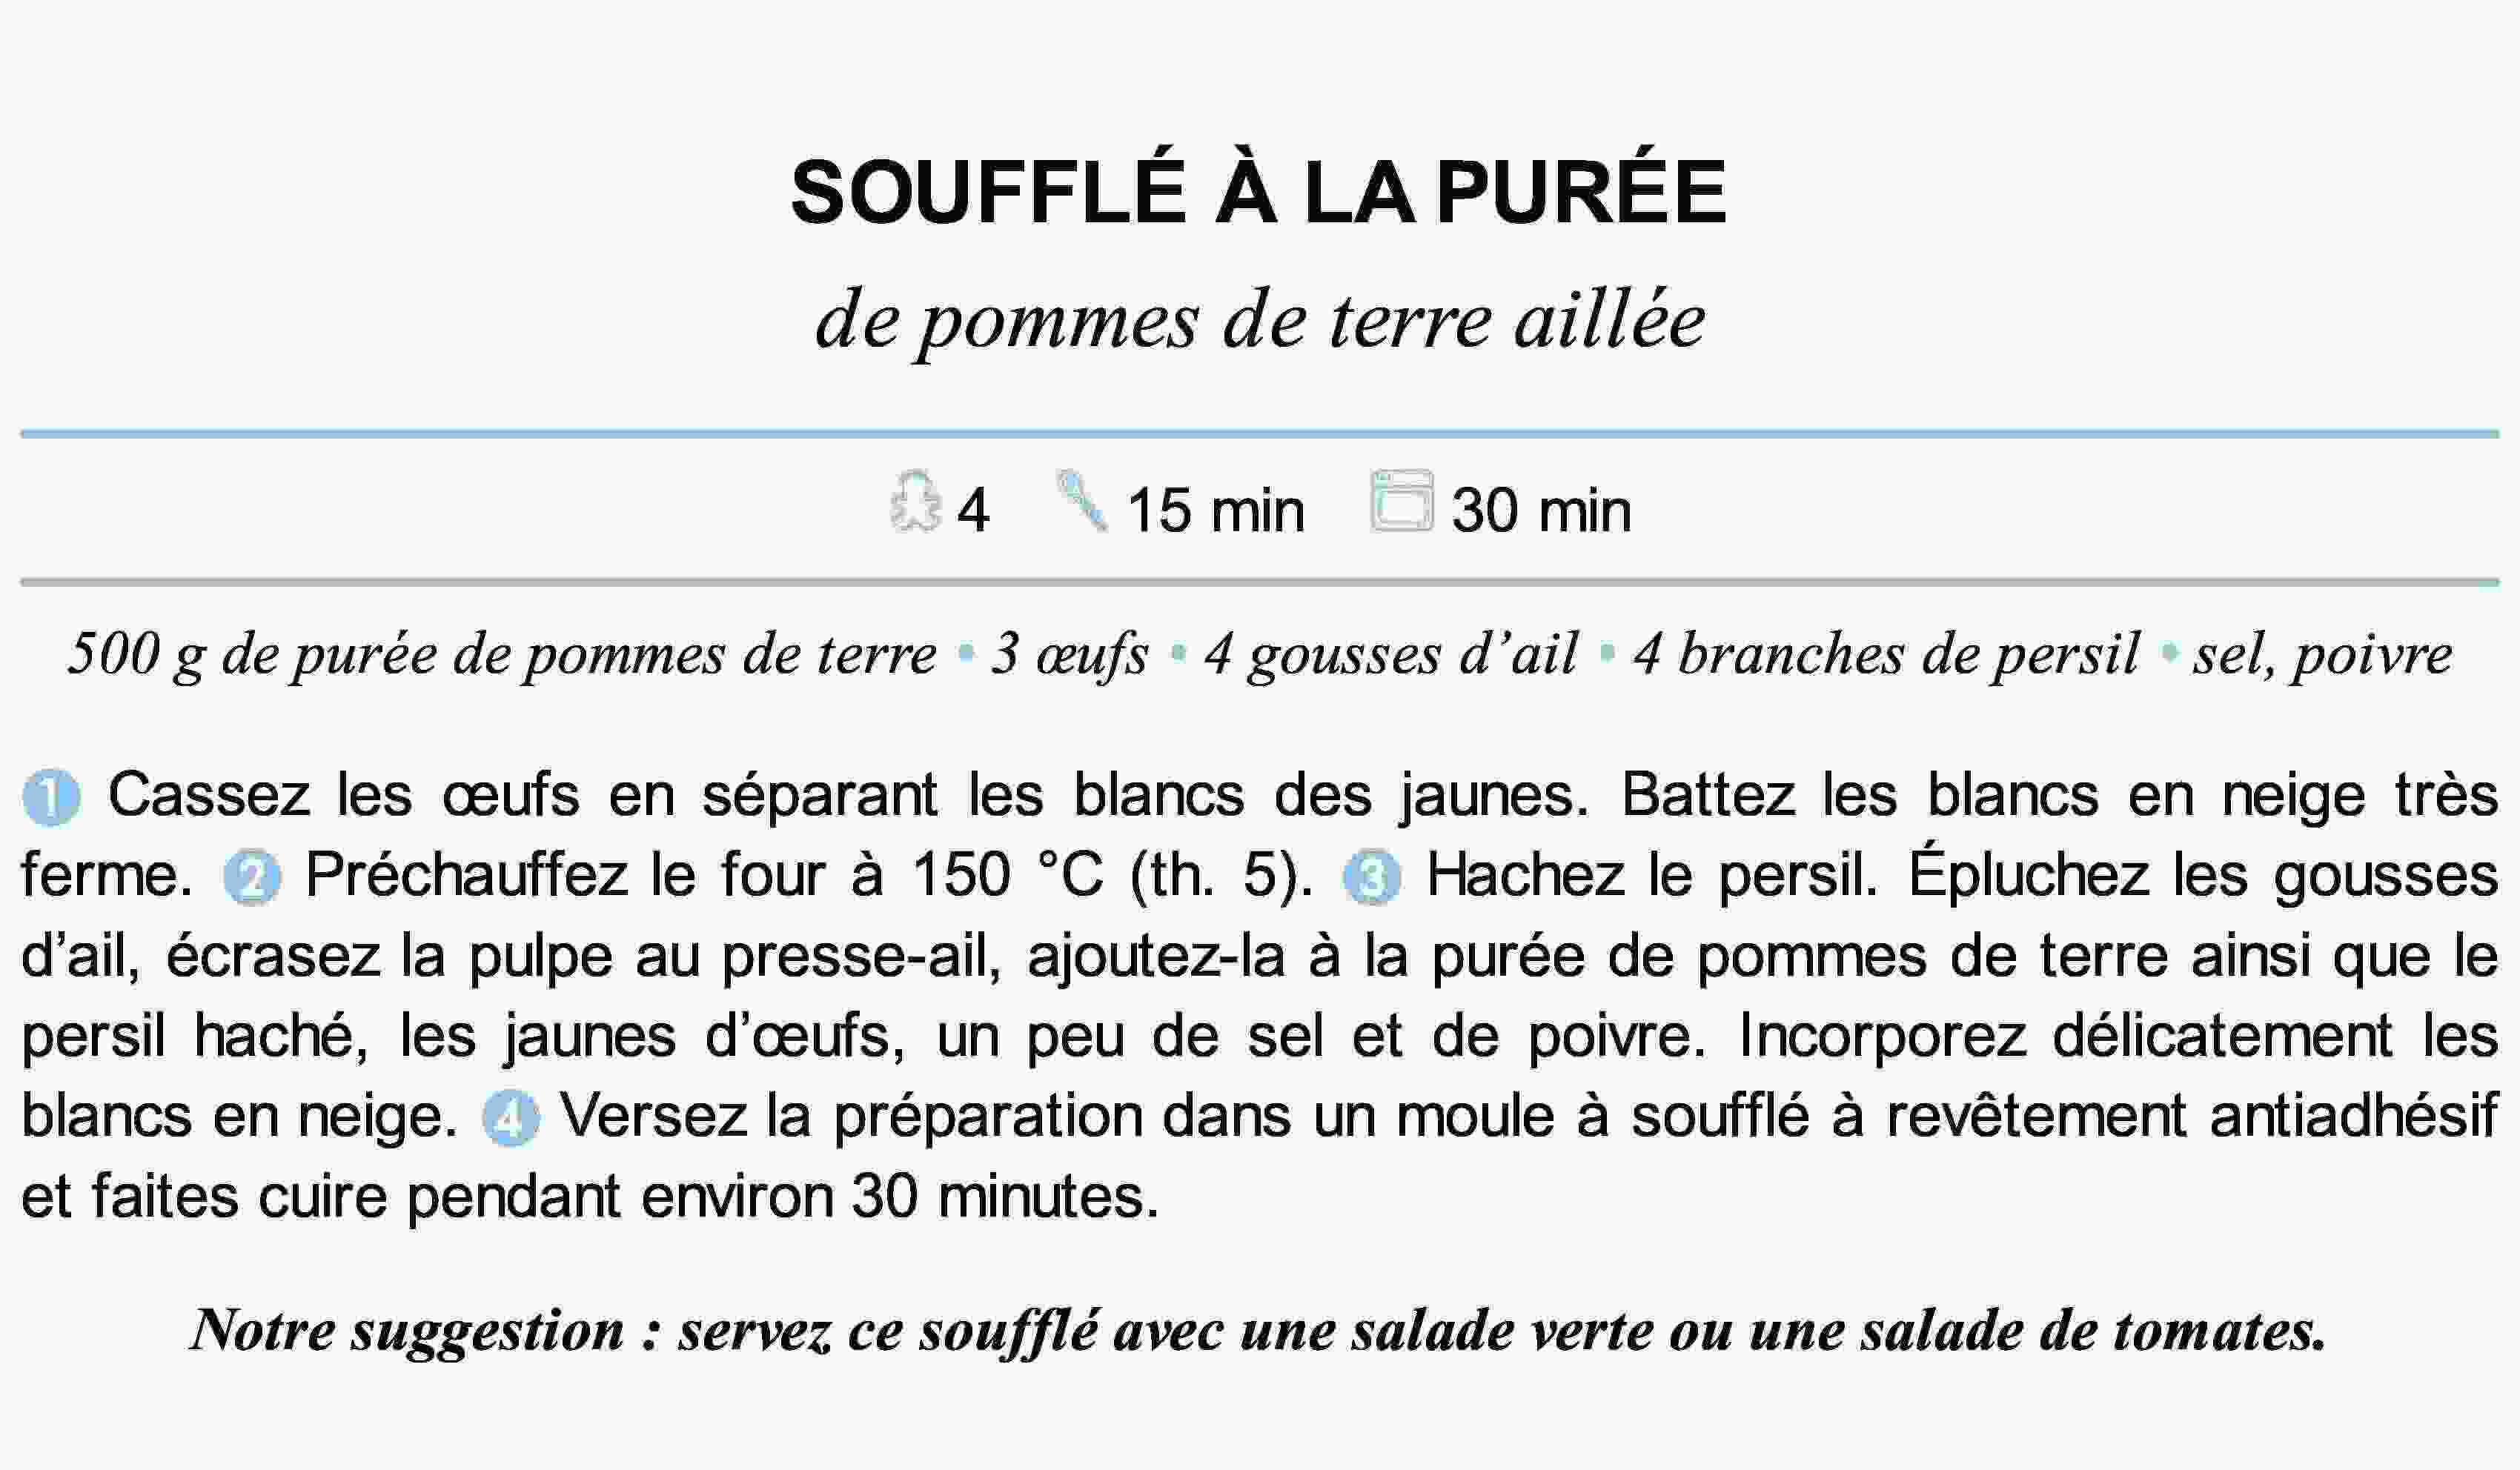 SOUFFLÉ À LA PURÉE
de pommes de terre aillée
4 15 min 30 min
500 g de purée de pommes de terre • 3 œufs • 4 gousses d’ail • 4 branches de persil • sel, poivre
1 Cassez les œufs en séparant les blancs des jaunes. Battez les blancs en neige très
ferme. 2 Préchauffez le four à 150 °C (th. 5). 3 Hachez le persil. Épluchez les gousses
d’ail, écrasez la pulpe au presse-ail, ajoutez-la à la purée de pommes de terre ainsi que le
persil haché, les jaunes d’œufs, un peu de sel et de poivre. Incorporez délicatement les
blancs en neige. 4 Versez la préparation dans un moule à soufflé à revêtement antiadhésif
et faites cuire pendant environ 30 minutes.
Notre suggestion : servez ce soufflé avec une salade verte ou une salade de tomates.